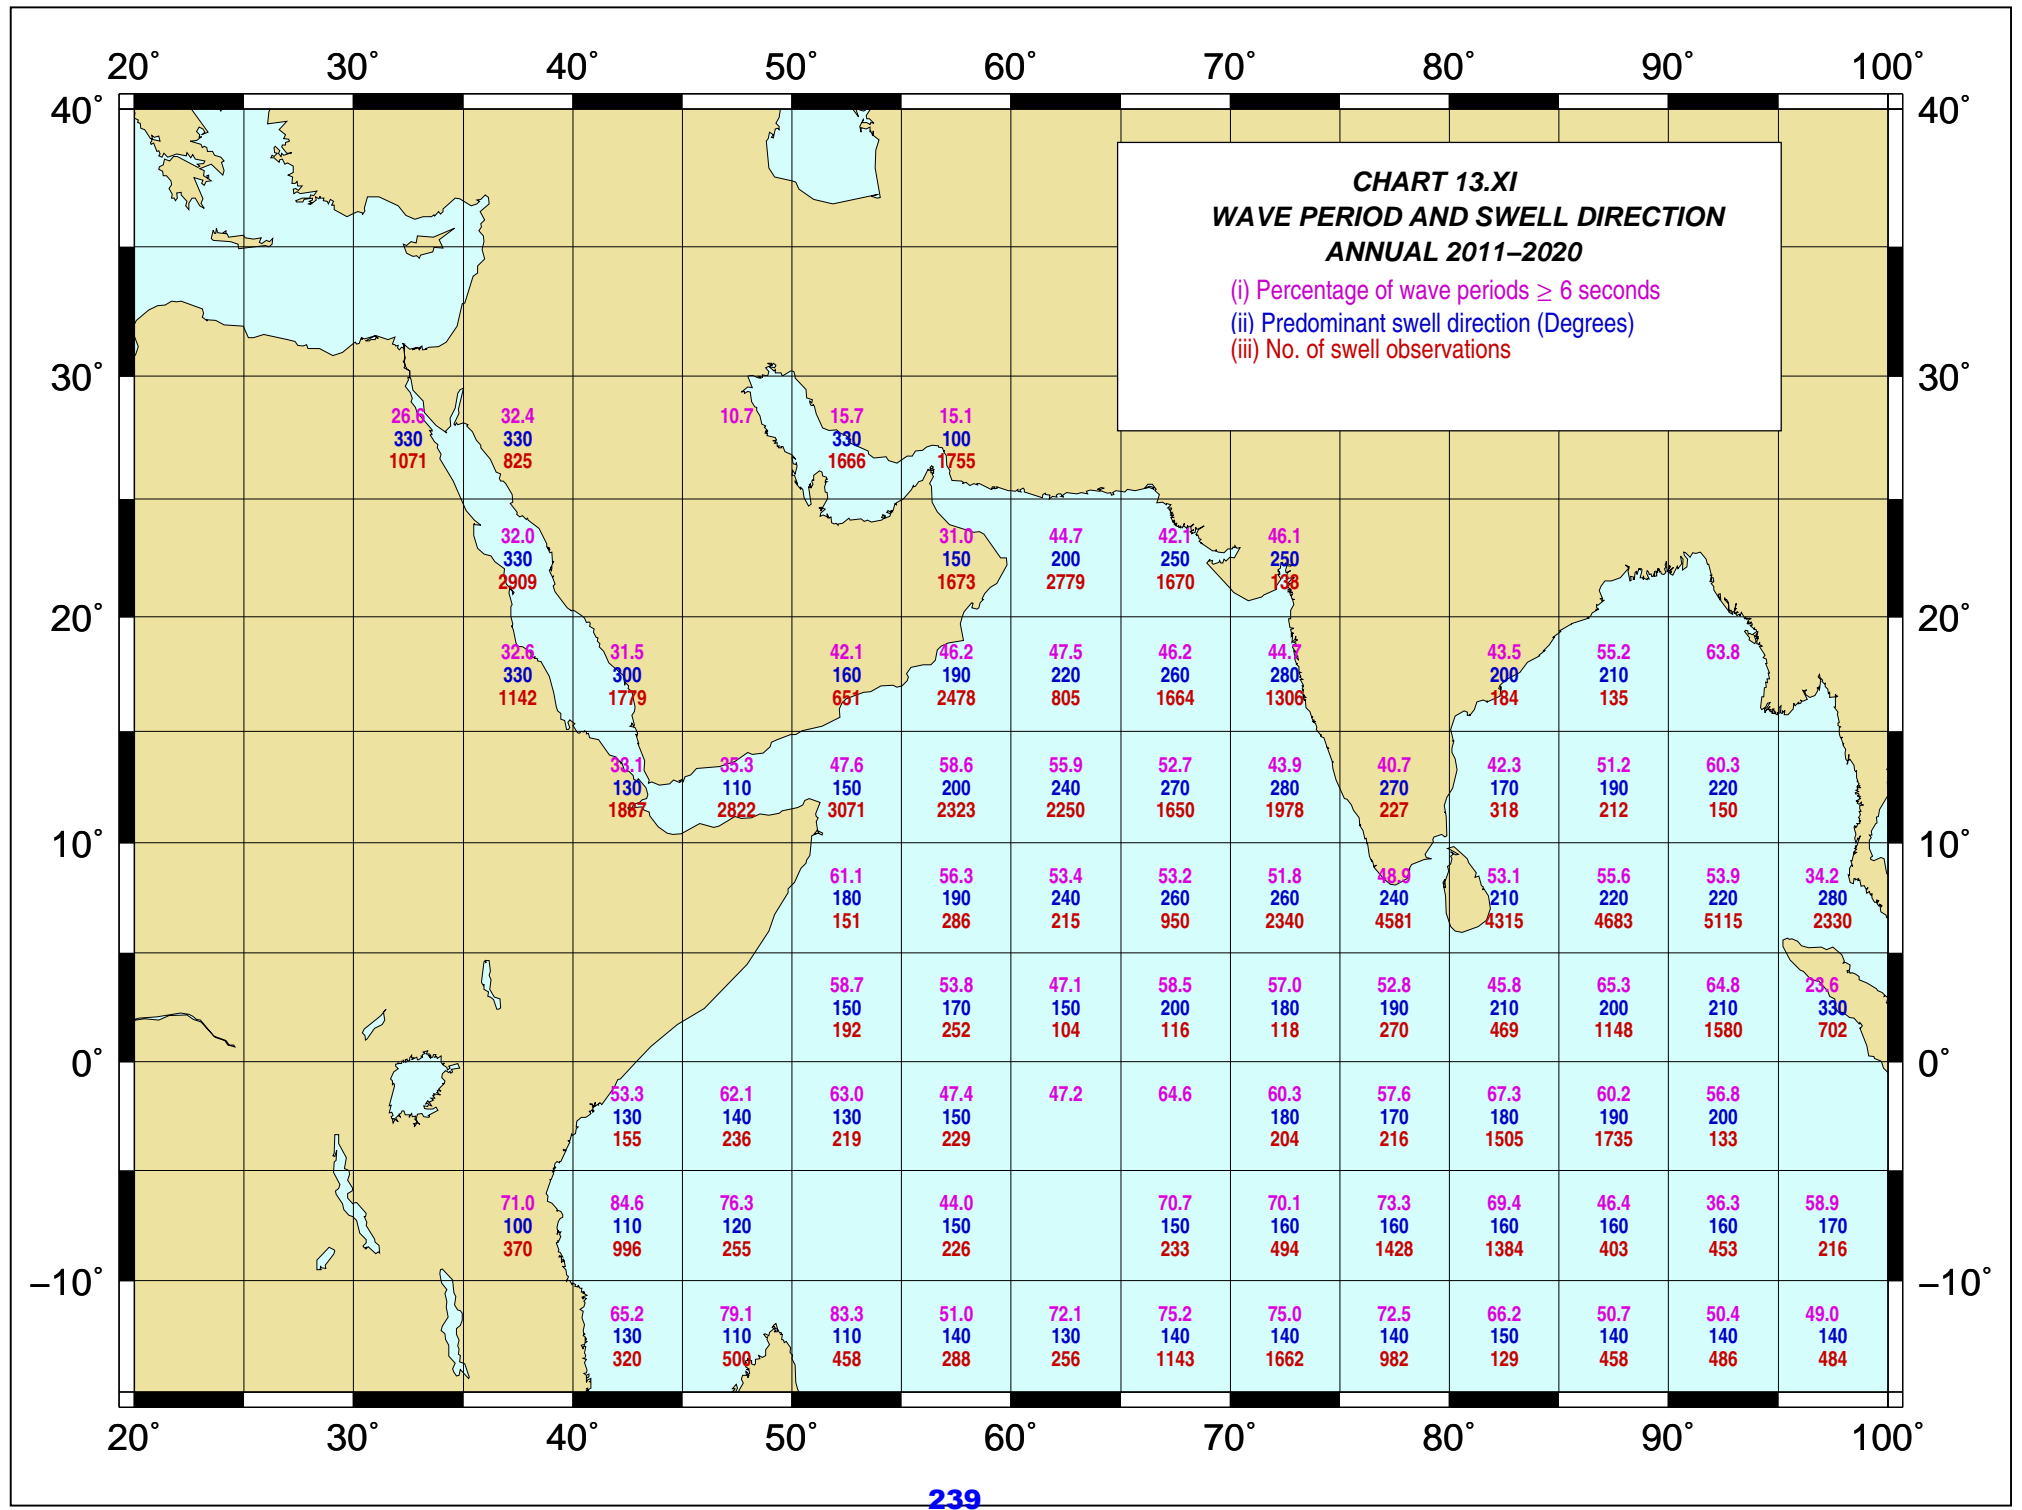 20° 30° 40° 50° 60° 70° 80° 90° 100°
40° 40°
CHART 13.XI
WAVE PERIOD AND SWELL DIRECTION
ANNUAL 2011–2020
(i) Percentage of wave periods ≥ 6 seconds
(ii) Predominant swell direction (Degrees)
(iii) No. of swell observations
30° 30°
26.6 32.4 10.7 15.7 15.1
330 330 330 100
1071 825 1666 1755
32.0 31.0 44.7 42.1 46.1
330 150 200 250 250
2909 1673 2779 1670 138
20° 20°
32.6 31.5 42.1 46.2 47.5 46.2 44.7 43.5 55.2 63.8
330 300 160 190 220 260 280 200 210
1142 1779 651 2478 805 1664 1306 184 135
33.1 35.3 47.6 58.6 55.9 52.7 43.9 40.7 42.3 51.2 60.3
130 110 150 200 240 270 280 270 170 190 220
1887 2822 3071 2323 2250 1650 1978 227 318 212 150
10° 10°
61.1 56.3 53.4 53.2 51.8 48.9 53.1 55.6 53.9 34.2
180 190 240 260 260 240 210 220 220 280
151 286 215 950 2340 4581 4315 4683 5115 2330
58.7 53.8 47.1 58.5 57.0 52.8 45.8 65.3 64.8 23.6
150 170 150 200 180 190 210 200 210 330
192 252 104 116 118 270 469 1148 1580 702
0° 0°
53.3 62.1 63.0 47.4 47.2 64.6 60.3 57.6 67.3 60.2 56.8
130 140 130 150 180 170 180 190 200
155 236 219 229 204 216 1505 1735 133
71.0 84.6 76.3 44.0 70.7 70.1 73.3 69.4 46.4 36.3 58.9
100 110 120 150 150 160 160 160 160 160 170
370 996 255 226 233 494 1428 1384 403 453 216
–10° –10°
65.2 79.1 83.3 51.0 72.1 75.2 75.0 72.5 66.2 50.7 50.4 49.0
130 110 110 140 130 140 140 140 150 140 140 140
320 500 458 288 256 1143 1662 982 129 458 486 484
20° 30° 40° 50° 60° 70° 80° 90° 100°
239